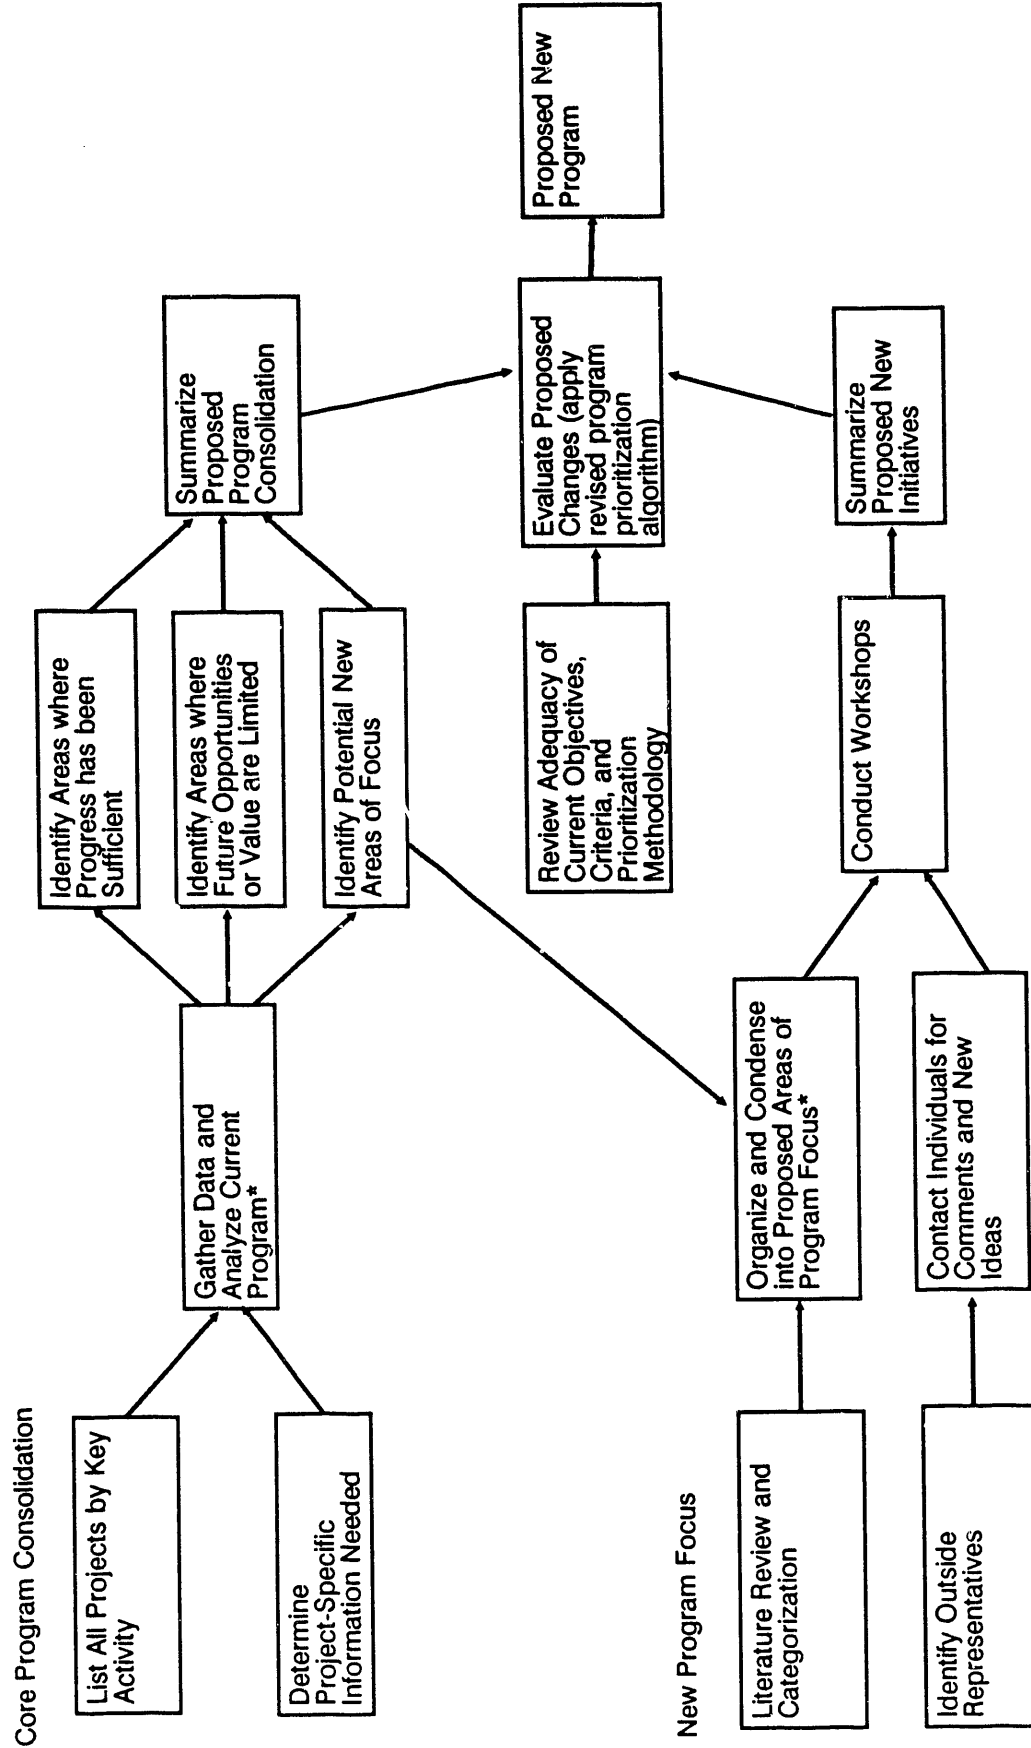 Core Program Consolidation
List All Projects by Key
Activity
Determine
Project-Specific
Information Needed
Gather Data and
Analyze Current
Program*
Identify Areas where
Progress has been
Sufficient
Identify Areas where
Future Opportunities
or Value are Limited
Identify Potential New
Areas of Focus
Summarize
Proposed
Program
Consolidation
Review Adequacy of
Current Objectives,
Criteria, and
Prioritization
Methodology
Evaluate Proposed
Changes (apply
revised program
prioritization
algorithm)
Proposed New
Program
New Program Focus
Literature Review and
Categorization
Identify Outside
Representatives
Organize and Condense
into Proposed Areas of
Program Focus*
Contact Individuals for
Comments and New
Ideas
Conduct Workshops
Summarize
Proposed New
Initiatives